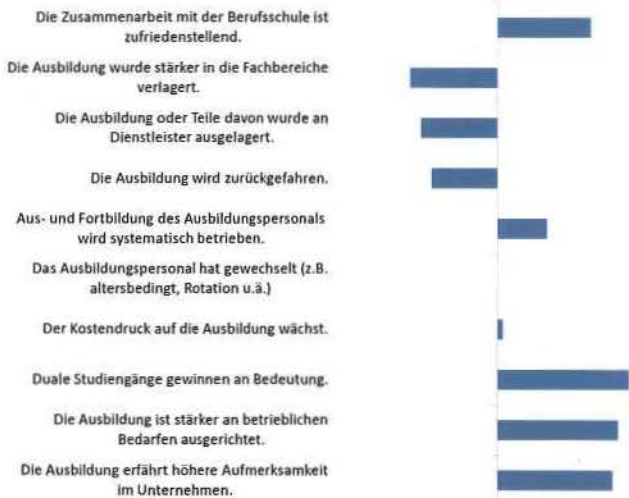 Die Zusammenarbeit mit der Berufsschule ist
zufriedenstellend.
Die Ausbildung wurde stärker in die Fachbereiche
verlagert.
Die Ausbildung oder Teile davon wurde an
Dienstleister ausgelagert.
Die Ausbildung wird zurückgefahren.
Aus- und Fortbildung des Ausbildungspersonals
wird systematisch betrieben.
Das Ausbildungspersonal hat gewechselt (z.B.
altersbedingt, Rotation u.ä.)
Der Kostendruck auf die Ausbildung wächst.
Duale Studiengänge gewinnen an Bedeutung.
Die Ausbildung ist stärker an betrieblichen
Bedarfen ausgerichtet.
Die Ausbildung erfährt höhere Aufmerksamkeit
im Unternehmen.